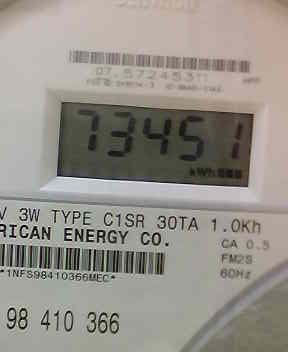 07.57245311
73451
kWh
V 3W TYPE C1SR 30TA 1.0Kh
RICAN ENERGY CO.
CA 0.5
FM2S
60Hz
*1NFS98410366MEC*
98 410 366